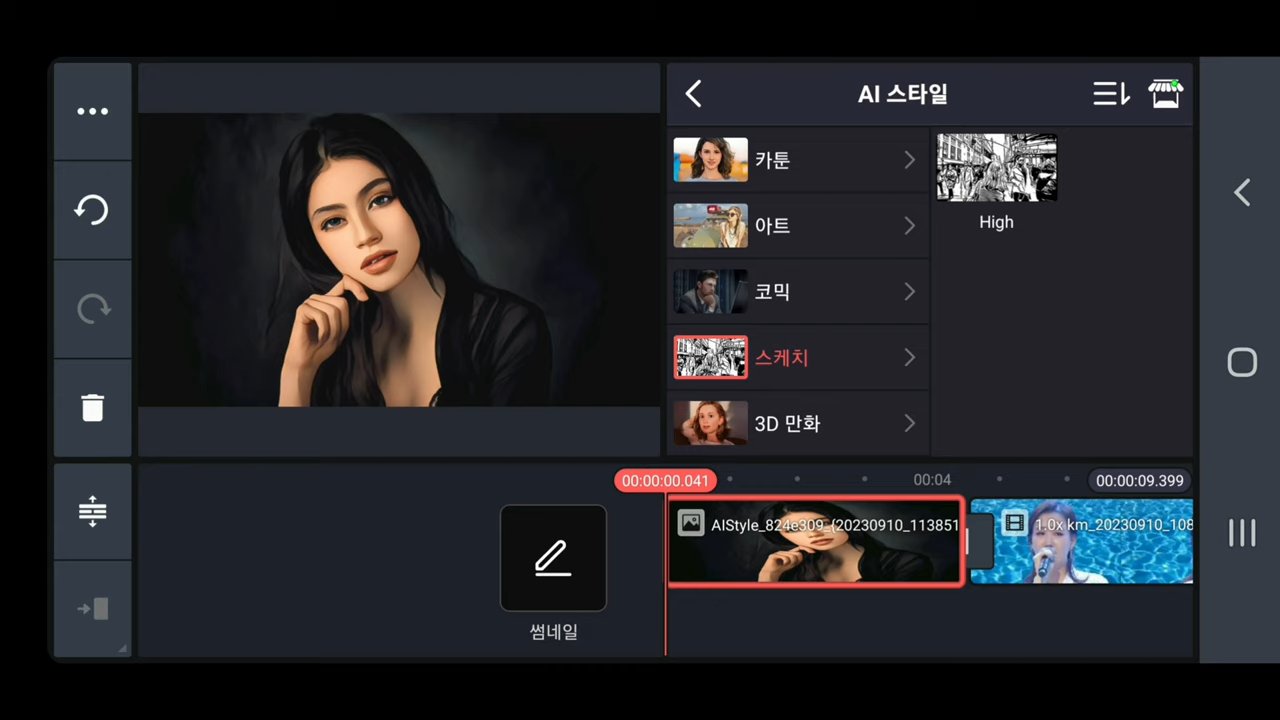 AI 스타일
카툰
아트
코믹
스케치
3D 만화
High
00:00:00.041
00:04
00:00:09.399
AIStyle_824e309_(20230910_113851
1.0x km_20230910_108
썸네일